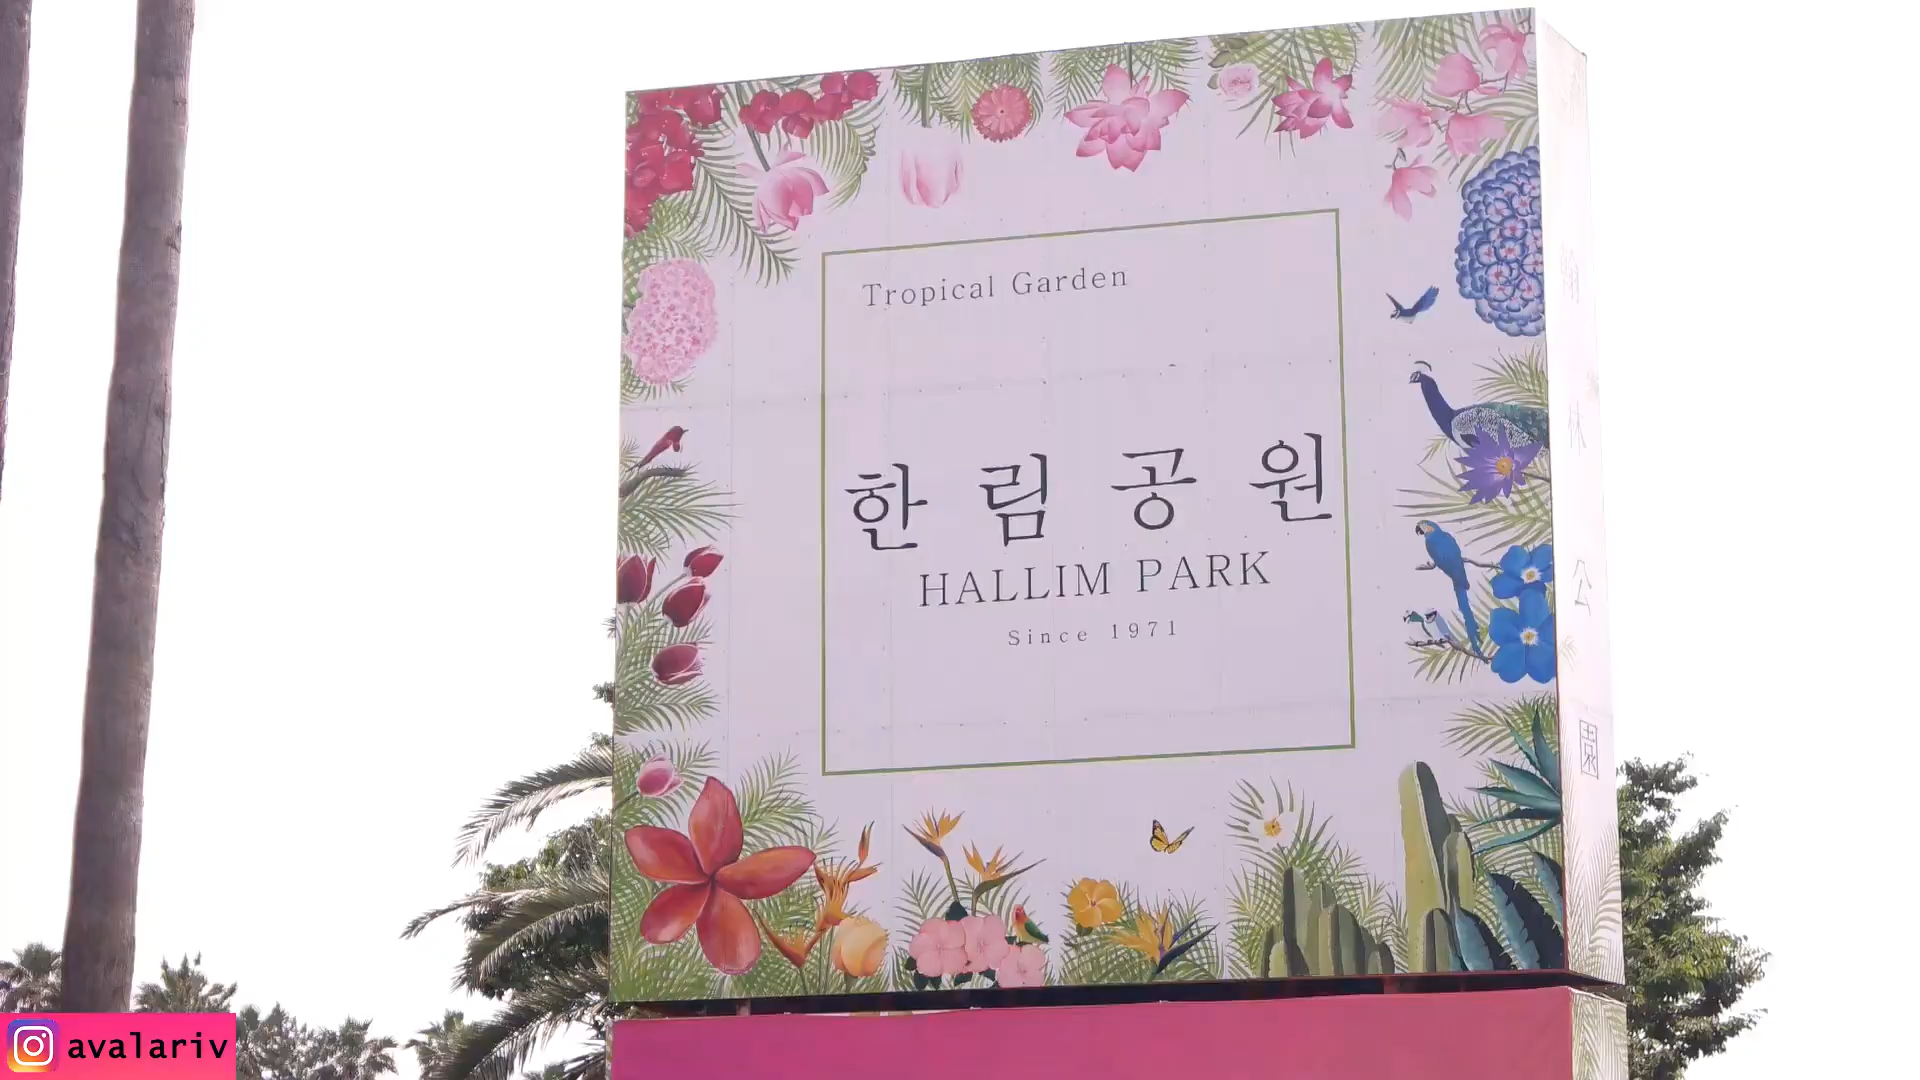 Tropical Garden
한림공원
HALLIM PARK
Since 1971
翰林公園
avalariv